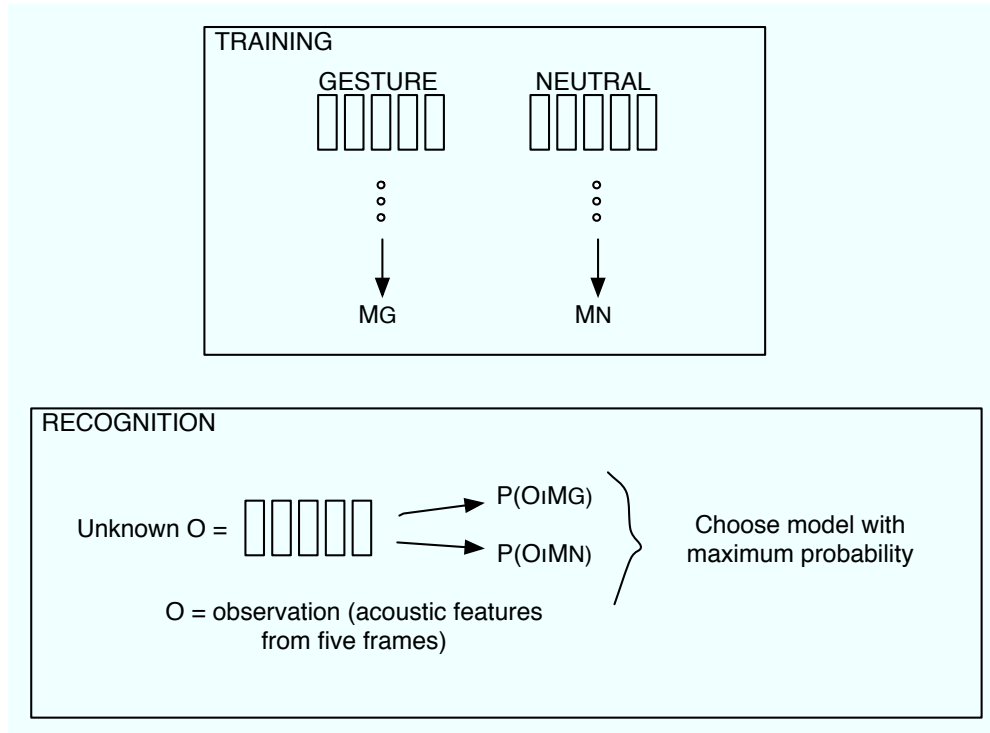 TRAINING
GESTURE NEUTRAL
MG MN
RECOGNITION
Unknown O =
P(OıMG)
P(OıMN)
Choose model with
maximum probability
O = observation (acoustic features
from five frames)